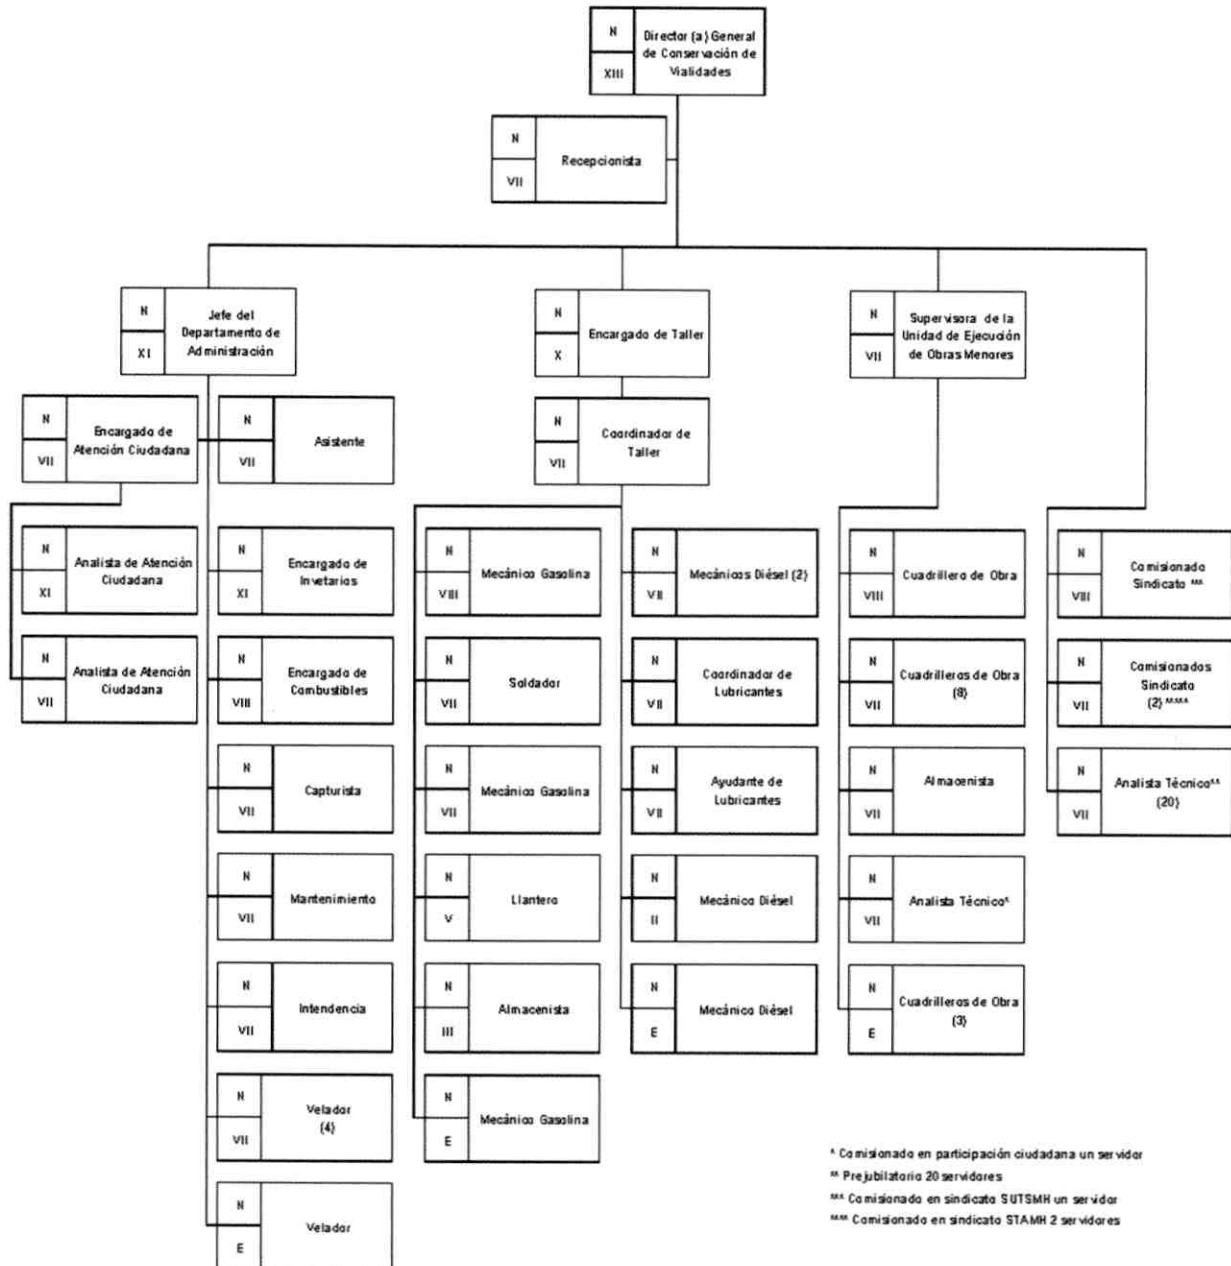 N
XIII
Director (a) General
de Conservación de
Vialidades
N
VII
Recepcionista
N
XI
Jefe del
Departamento de
Administración
N
X
Encargado de Taller
N
VII
Supervisora de la
Unidad de Ejecución
de Obras Menores
N
VII
Encargado de
Atención Ciudadana
N
VII
Asistente
N
VII
Coordinador de
Taller
N
XI
Analista de Atención
Ciudadana
N
XI
Encargado de
Invetarios
N
VIII
Mecánico Gasolina
N
VII
Mecánicos Diésel (2)
N
VIII
Cuadrillero de Obra
N
VIII
Comisionado
Sindicato ***
N
VII
Analista de Atención
Ciudadana
N
VIII
Encargado de
Combustibles
N
VII
Soldador
N
VII
Coordinador de
Lubricantes
N
VII
Cuadrilleros de Obra
(8)
N
VII
Comisionados
Sindicato
(2) ****
N
VII
Capturista
N
VII
Mecánico Gasolina
N
VII
Ayudante de
Lubricantes
N
VII
Almacenista
N
VII
Analista Técnico**
(20)
N
VII
Mantenimiento
N
V
Llantero
N
II
Mecánico Diésel
N
VII
Analista Técnico*
N
VII
Intendencia
N
III
Almacenista
N
E
Mecánico Diésel
N
E
Cuadrilleros de Obra
(3)
N
VII
Velador
(4)
N
E
Mecánico Gasolina
N
E
Velador
* Comisionado en participación ciudadana un servidor
** Prejubilatorio 20 servidores
*** Comisionado en sindicato SUTSMH un servidor
**** Comisionado en sindicato STAMH 2 servidores